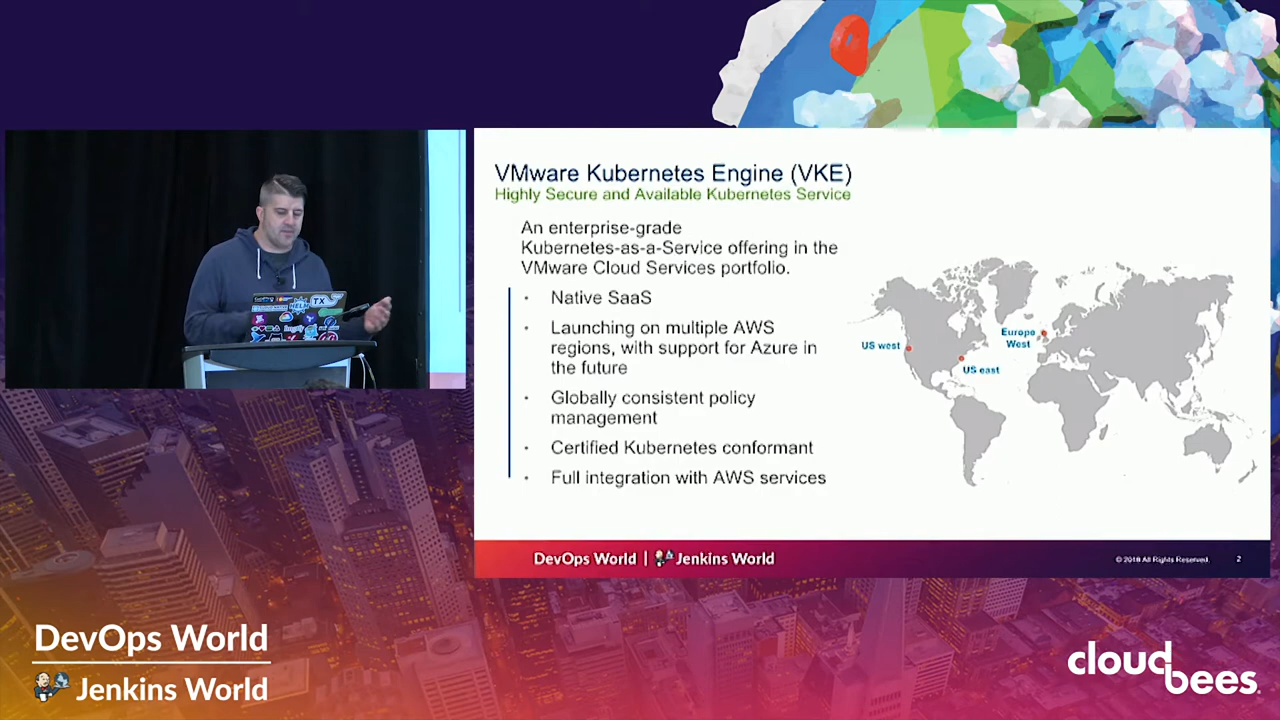 VMware Kubernetes Engine (VKE)
Highly Secure and Available Kubernetes Service
An enterprise-grade
Kubernetes-as-a-Service offering in the
VMware Cloud Services portfolio.
• Native SaaS
• Launching on multiple AWS
regions, with support for Azure in
the future
• Globally consistent policy
management
• Certified Kubernetes conformant
• Full integration with AWS services
US west
US east
Europe
West
HELM
TX
DevOps World | Jenkins World
© 2018 All Rights Reserved.
2
DevOps World
Jenkins World
cloudbees